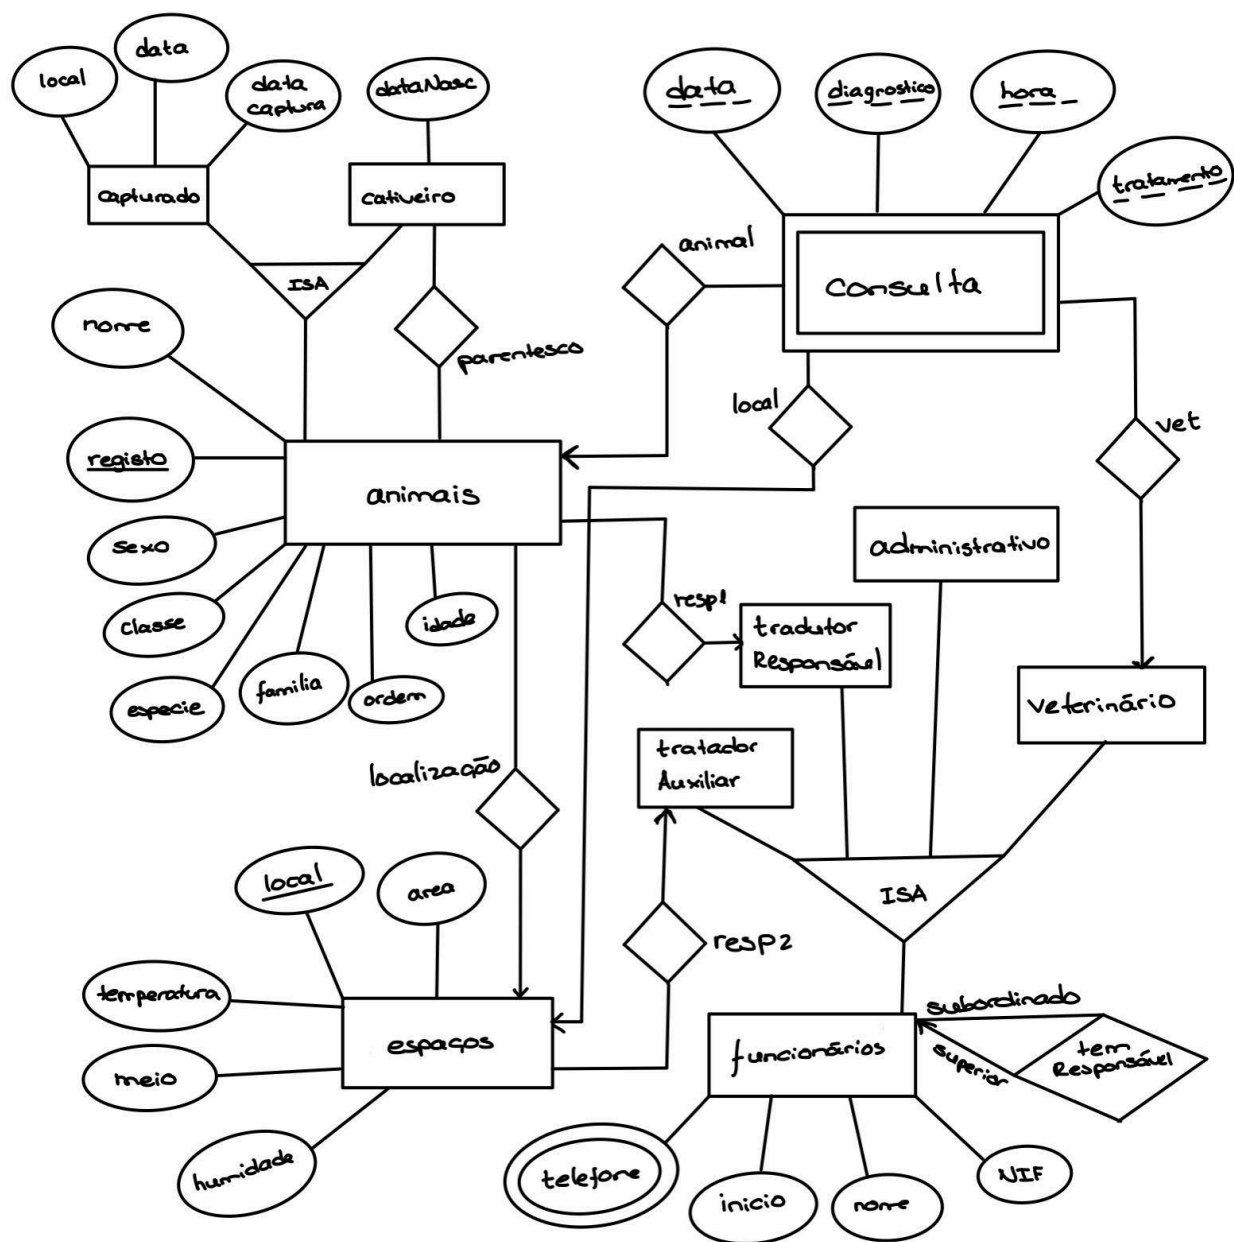 local
data
data
captura
dataNasc
data
diagnostico
hora
tratamento
capturado
cativeiro
ISA
animal
consulta
nome
parentesco
local
vet
registo
animais
sexo
classe
especie
familia
ordem
idade
resp1
tradutor
Responsável
administrativo
veterinário
localização
tratador
Auxiliar
ISA
local
area
resp2
temperatura
espaços
meio
humidade
funcionários
subordinado
superior
tem
Responsável
telefone
inicio
nome
NIF